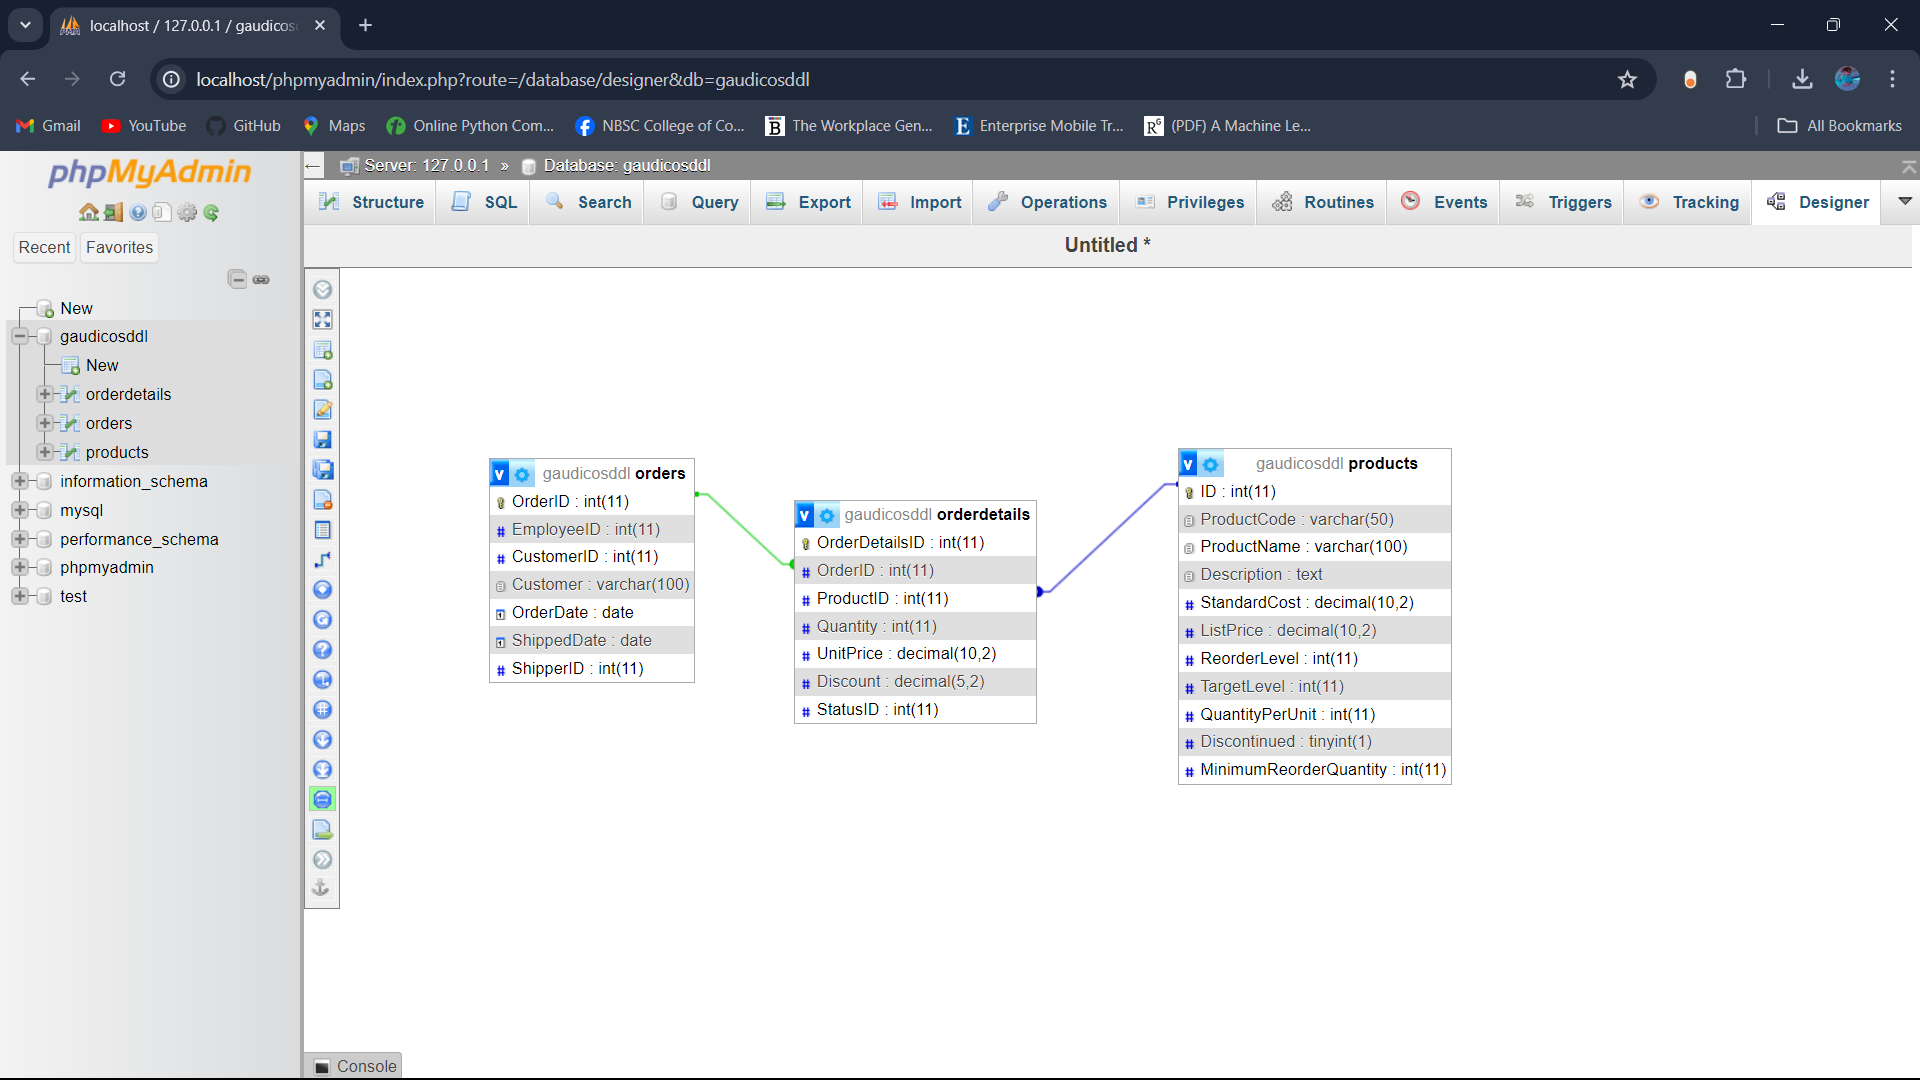 localhost / 127.0.0.1 / gaudicos
localhost/phpmyadmin/index.php?route=/database/designer&db=gaudicosddl
Gmail YouTube GitHub Maps Online Python Com... NBSC College of Co... The Workplace Gen... Enterprise Mobile Tr... (PDF) A Machine Le... All Bookmarks
phpMyAdmin
Recent Favorites
New
gaudicosddl
New
orderdetails
orders
products
information_schema
mysql
performance_schema
phpmyadmin
test
Server: 127.0.0.1 » Database: gaudicosddl
Structure SQL Search Query Export Import Operations Privileges Routines Events Triggers Tracking Designer
Untitled *
gaudicosddl orders
OrderID : int(11)
EmployeeID : int(11)
CustomerID : int(11)
Customer : varchar(100)
OrderDate : date
ShippedDate : date
ShipperID : int(11)
gaudicosddl orderdetails
OrderDetailsID : int(11)
OrderID : int(11)
ProductID : int(11)
Quantity : int(11)
UnitPrice : decimal(10,2)
Discount : decimal(5,2)
StatusID : int(11)
gaudicosddl products
ID : int(11)
ProductCode : varchar(50)
ProductName : varchar(100)
Description : text
StandardCost : decimal(10,2)
ListPrice : decimal(10,2)
ReorderLevel : int(11)
TargetLevel : int(11)
QuantityPerUnit : int(11)
Discontinued : tinyint(1)
MinimumReorderQuantity : int(11)
Console